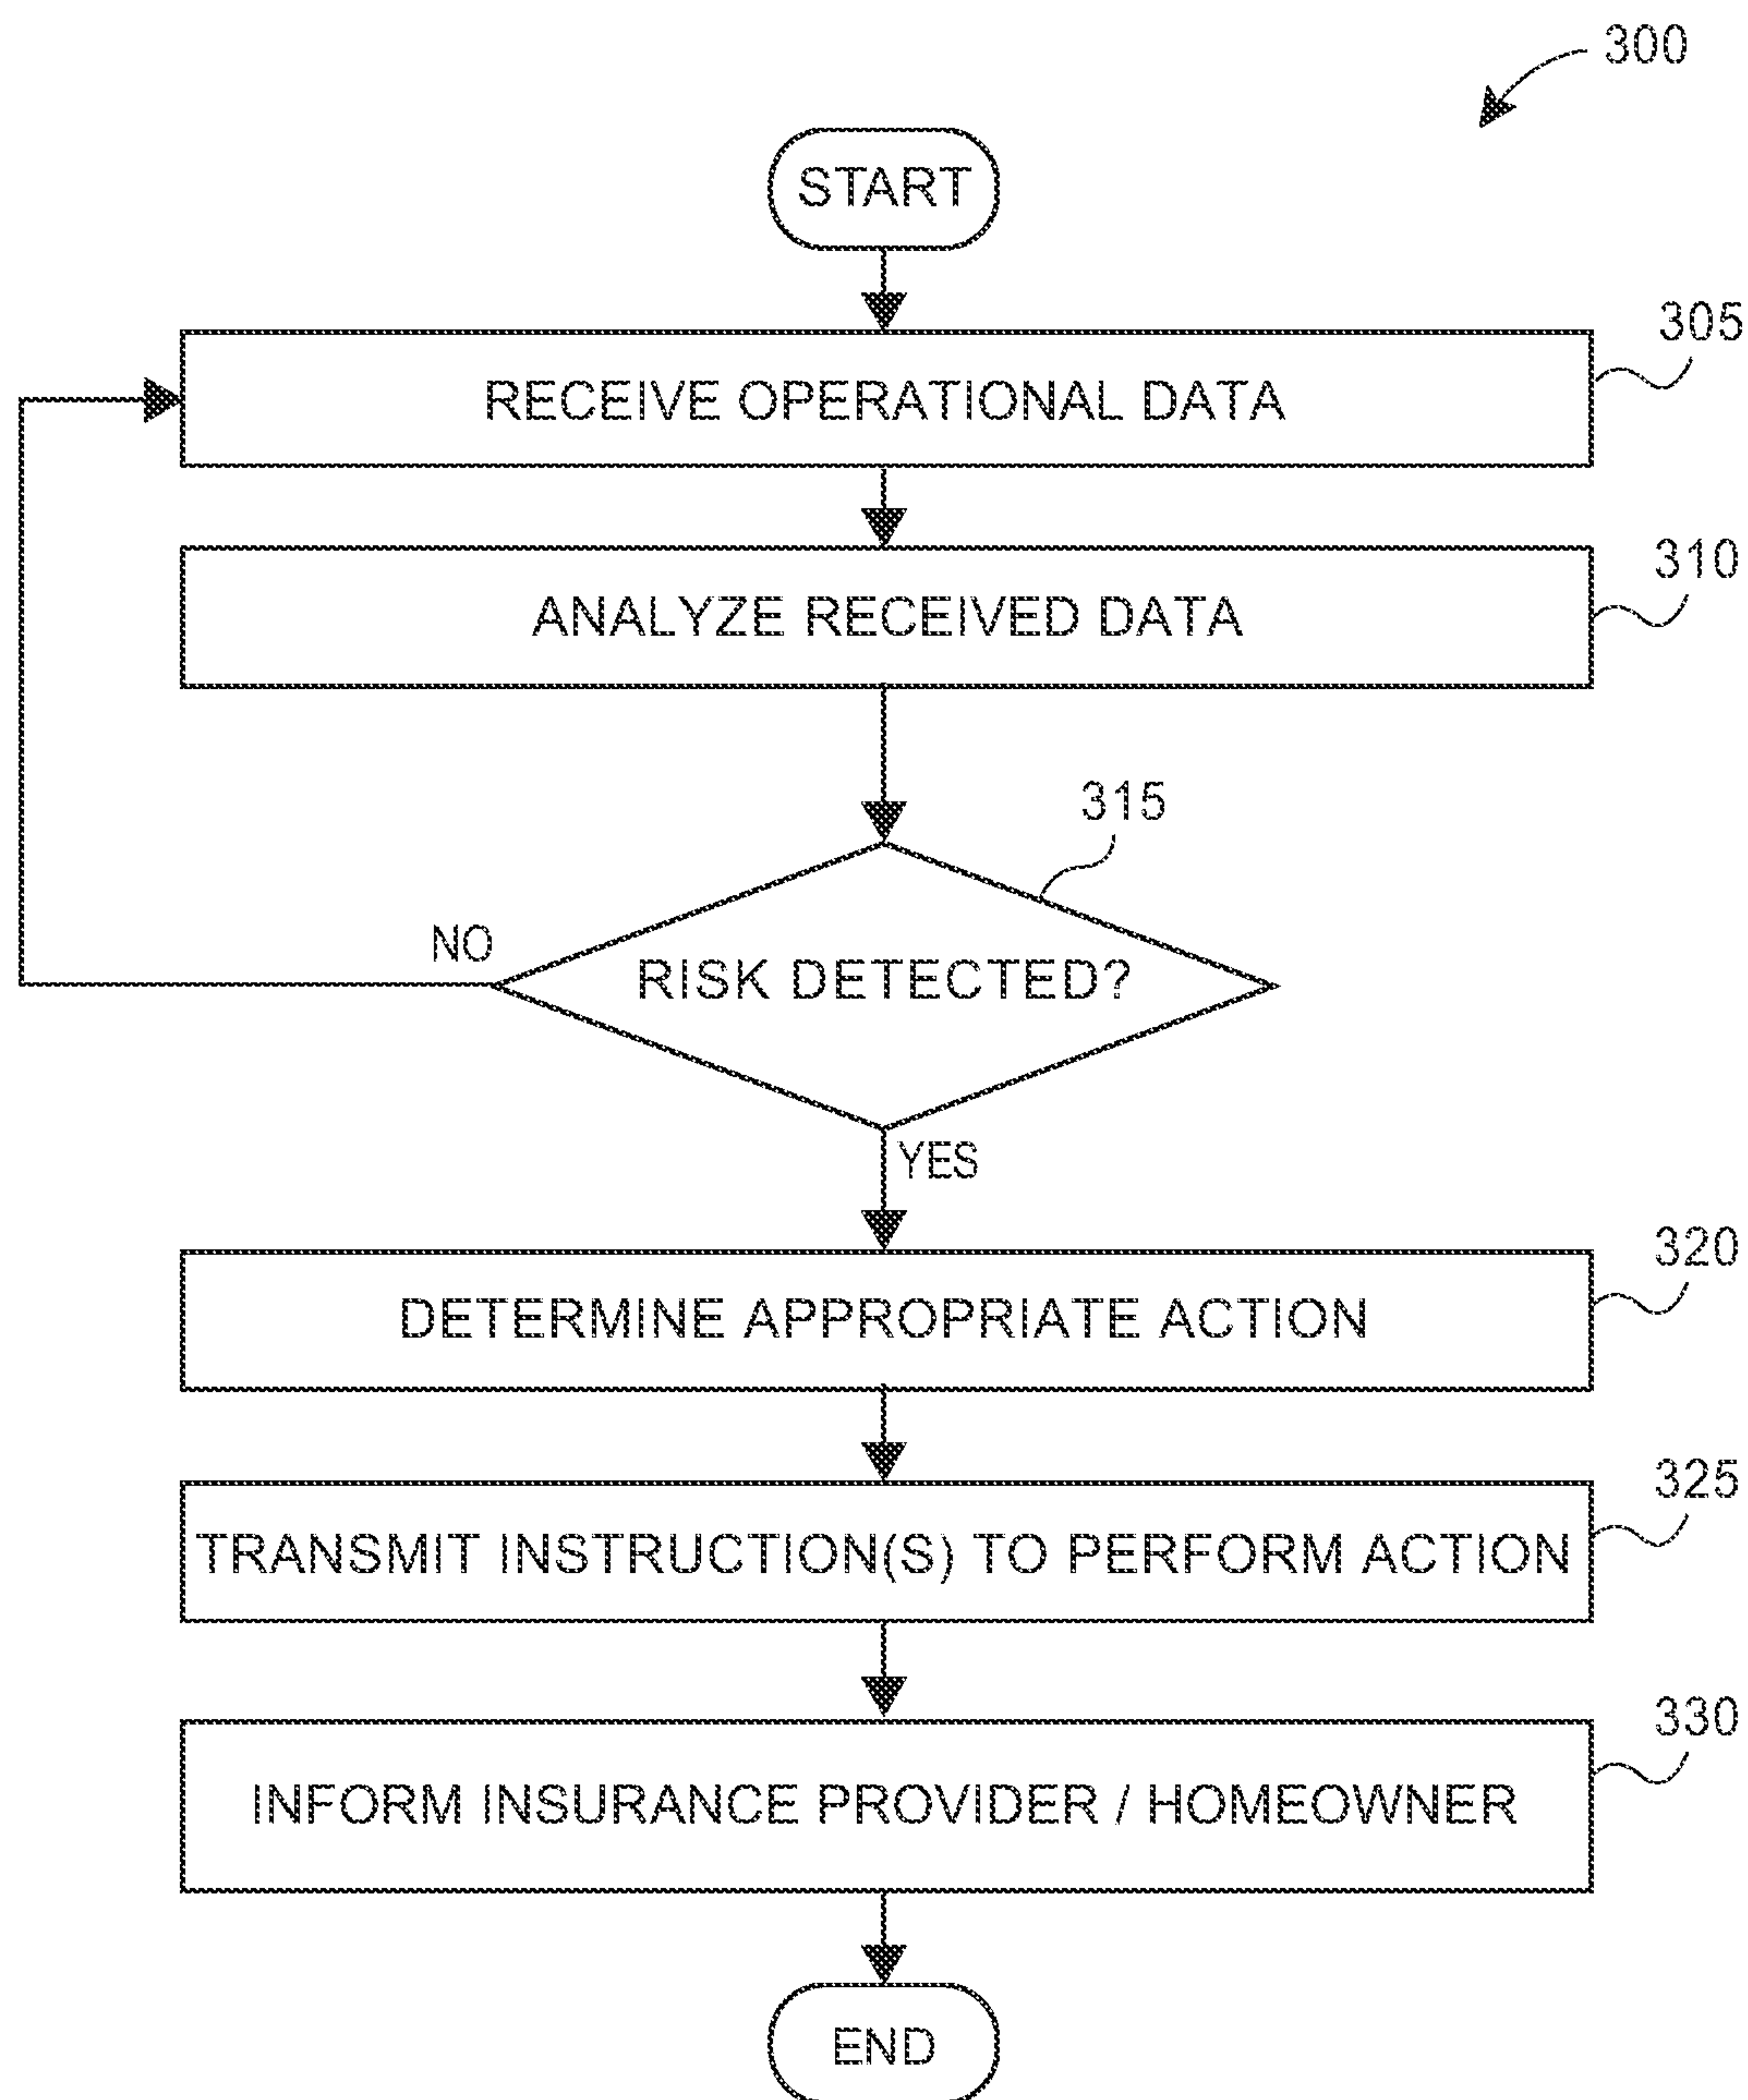 300
START
305
RECEIVE OPERATIONAL DATA
310
ANALYZE RECEIVED DATA
315
NO
RISK DETECTED?
YES
320
DETERMINE APPROPRIATE ACTION
325
TRANSMIT INSTRUCTION(S) TO PERFORM ACTION
330
INFORM INSURANCE PROVIDER / HOMEOWNER
END